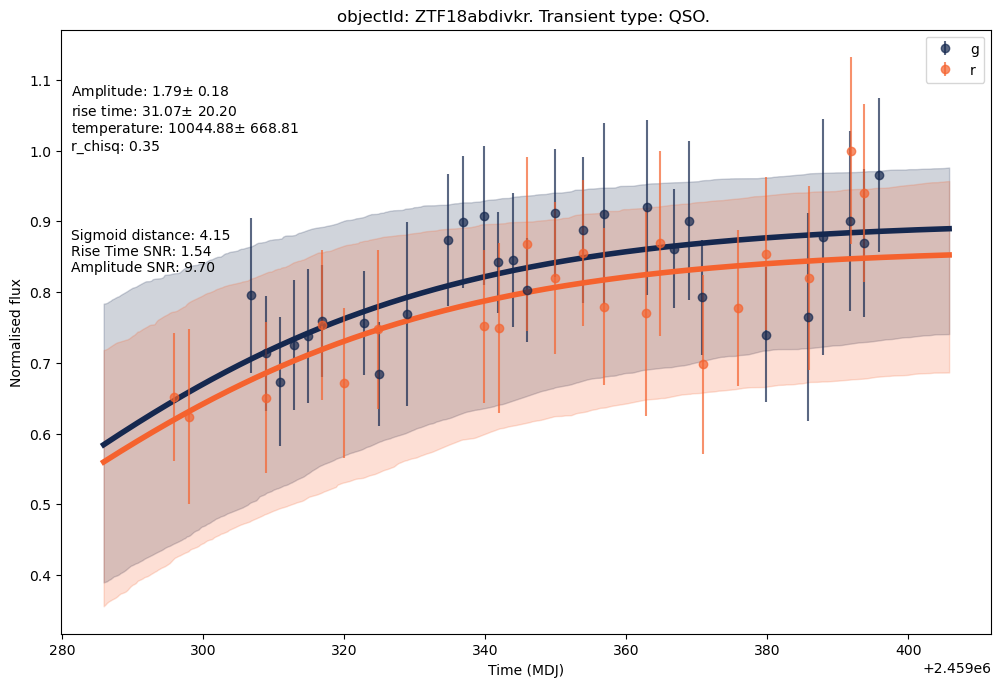 objectId: ZTF18abdivkr. Transient type: QSO.
g
r
Amplitude: 1.79± 0.18
rise time: 31.07± 20.20
temperature: 10044.88± 668.81
r_chisq: 0.35
Sigmoid distance: 4.15
Rise Time SNR: 1.54
Amplitude SNR: 9.70
Normalised flux
1.1
1.0
0.9
0.8
0.7
0.6
0.5
0.4
280 300 320 340 360 380 400
Time (MDJ)
+2.459e6